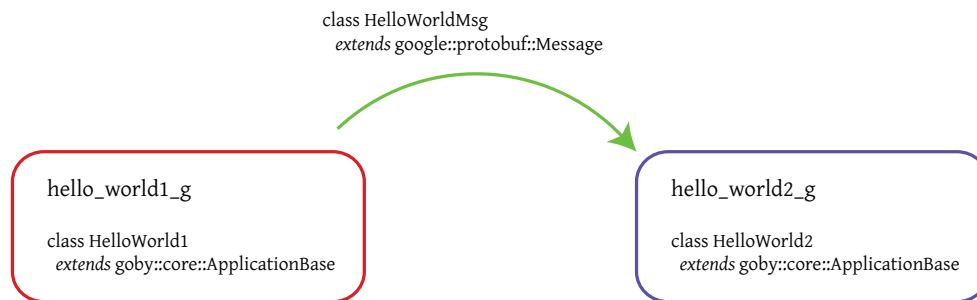 class HelloWorldMsg
extends google::protobuf::Message
hello_world1_g
class HelloWorld1
extends goby::core::ApplicationBase
hello_world2_g
class HelloWorld2
extends goby::core::ApplicationBase